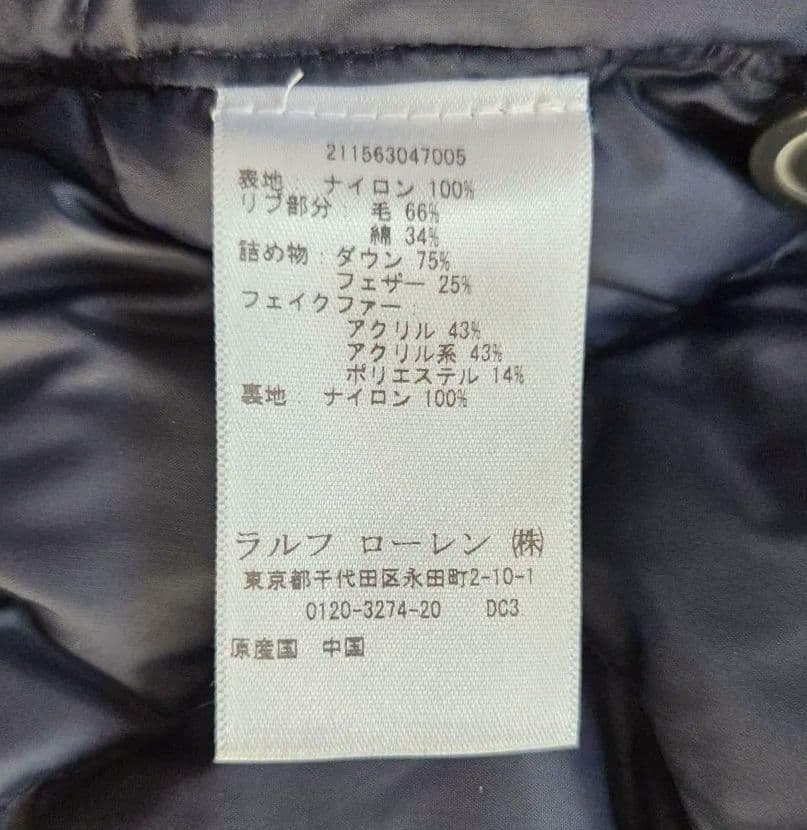 211563047005
表地: ナイロン 100%
リブ部分: 毛 66%
綿 34%
詰め物: ダウン 75%
フェザー 25%
フェイクファー:
アクリル 43%
アクリル系 43%
ポリエステル 14%
裏地: ナイロン 100%
ラルフ ローレン ㈱
東京都千代田区永田町2-10-1
0120-3274-20 DC3
原産国 中国